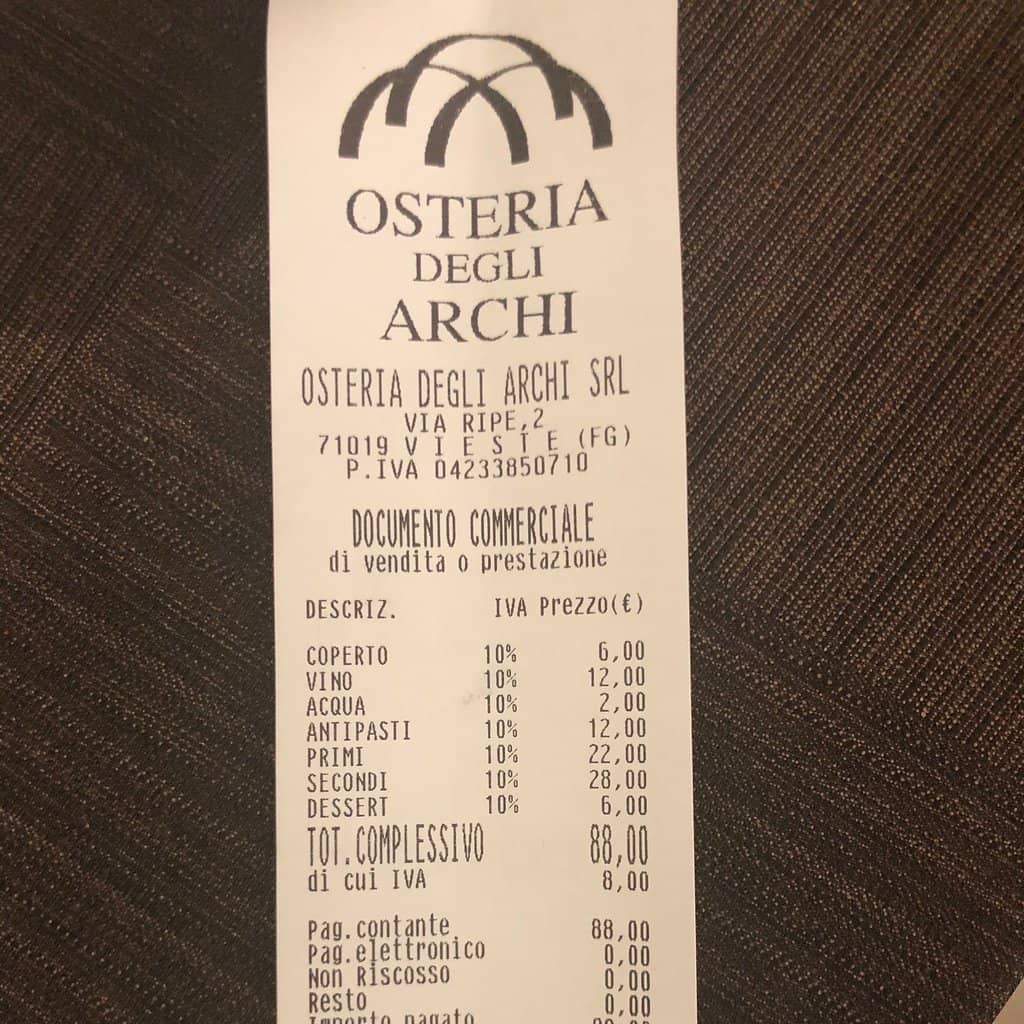 OSTERIA
DEGLI
ARCHI
OSTERIA DEGLI ARCHI SRL
VIA RIPE,2
71019 V I E S T E (FG)
P.IVA 04233850710
DOCUMENTO COMMERCIALE
di vendita o prestazione
DESCRIZ. IVA Prezzo(€)
COPERTO 10% 6,00
VINO 10% 12,00
ACQUA 10% 2,00
ANTIPASTI 10% 12,00
PRIMI 10% 22,00
SECONDI 10% 28,00
DESSERT 10% 6,00
TOT.COMPLESSIVO 88,00
di cui IVA 8,00
Pag.contante 88,00
Pag.elettronico 0,00
Non Riscosso 0,00
Resto 0,00
Importo pagato